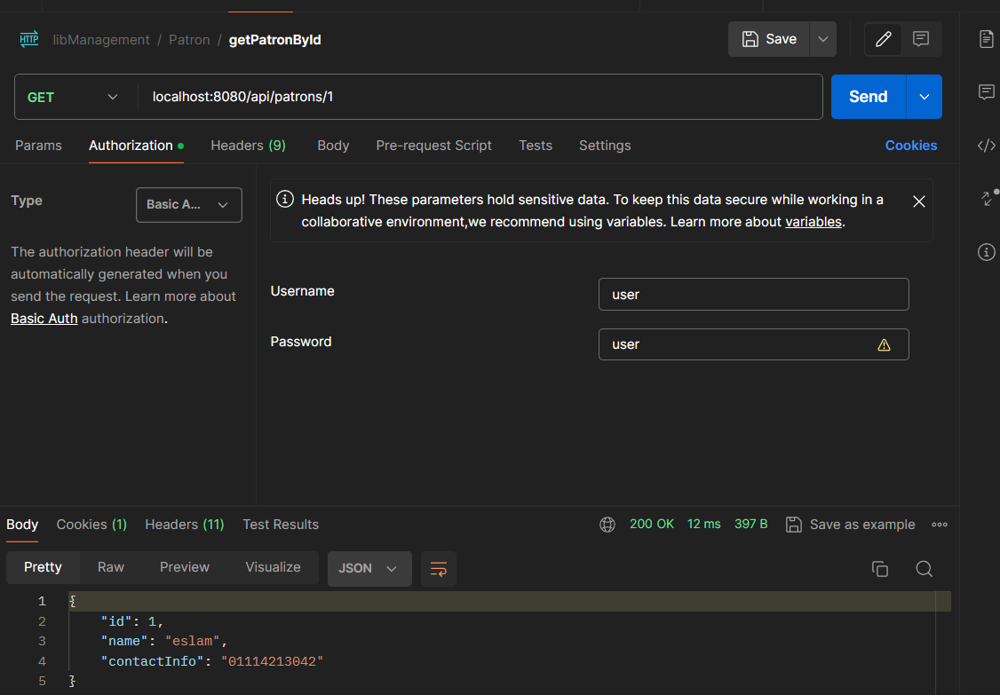 HTTP libManagement / Patron / getPatronById Save
GET localhost:8080/api/patrons/1 Send
Params Authorization Headers (9) Body Pre-request Script Tests Settings Cookies
Type Basic A...
The authorization header will be
automatically generated when you
send the request. Learn more about
Basic Auth authorization.
Heads up! These parameters hold sensitive data. To keep this data secure while working in a
collaborative environment,we recommend using variables. Learn more about variables.
Username user
Password user
Body Cookies (1) Headers (11) Test Results 200 OK 12 ms 397 B Save as example
Pretty Raw Preview Visualize JSON
1 {
2 "id": 1,
3 "name": "eslam",
4 "contactInfo": "01114213042"
5 }